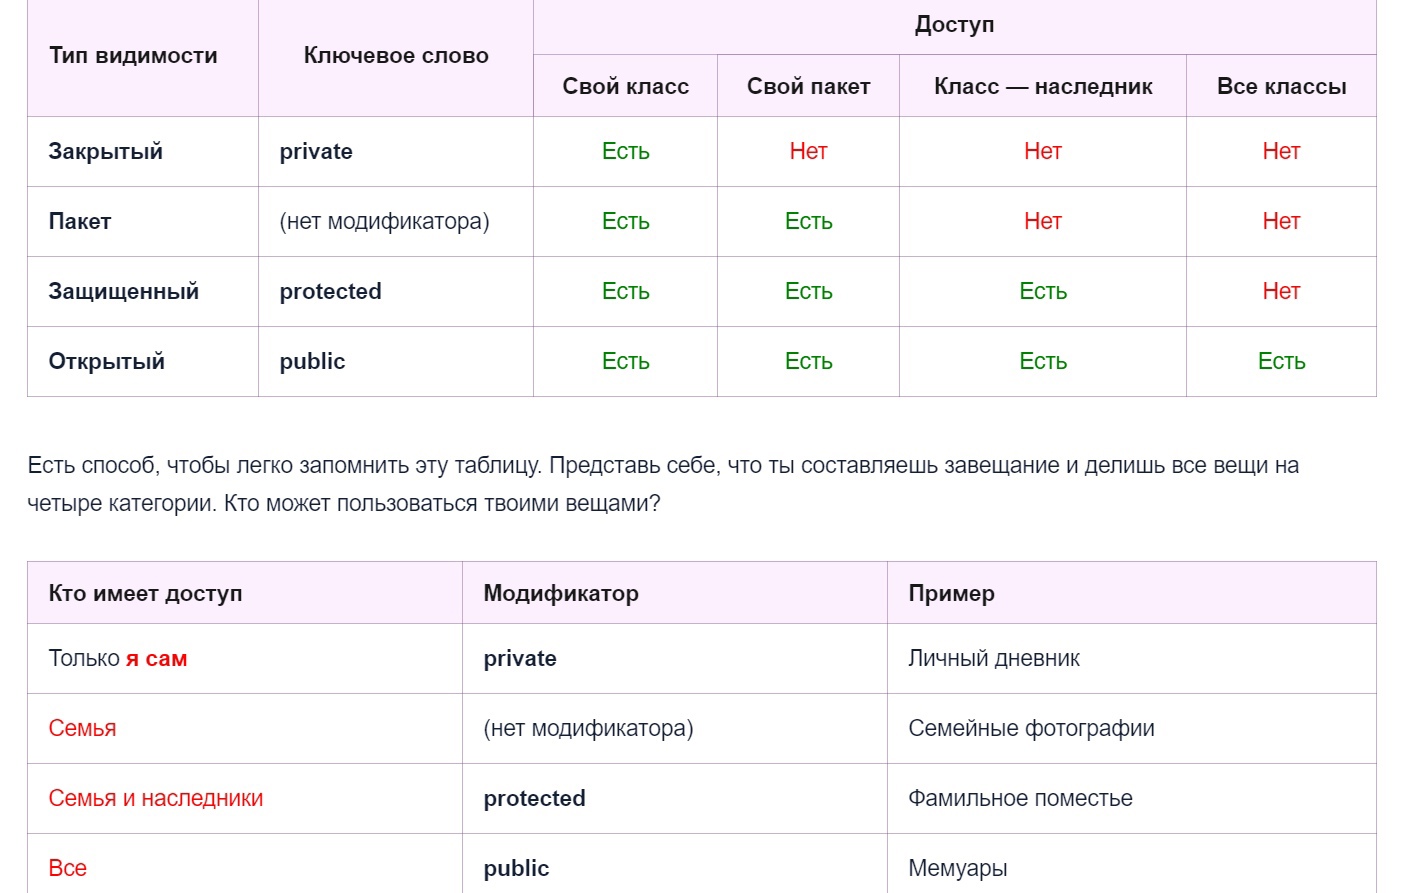 Доступ
Тип видимости Ключевое слово
Свой класс Свой пакет Класс — наследник Все классы
Закрытый private Есть Нет Нет Нет
Пакет (нет модификатора) Есть Есть Нет Нет
Защищенный protected Есть Есть Есть Нет
Открытый public Есть Есть Есть Есть
Есть способ, чтобы легко запомнить эту таблицу. Представь себе, что ты составляешь завещание и делишь все вещи на
четыре категории. Кто может пользоваться твоими вещами?
Кто имеет доступ Модификатор Пример
Только я сам private Личный дневник
Семья (нет модификатора) Семейные фотографии
Семья и наследники protected Фамильное поместье
Все public Мемуары